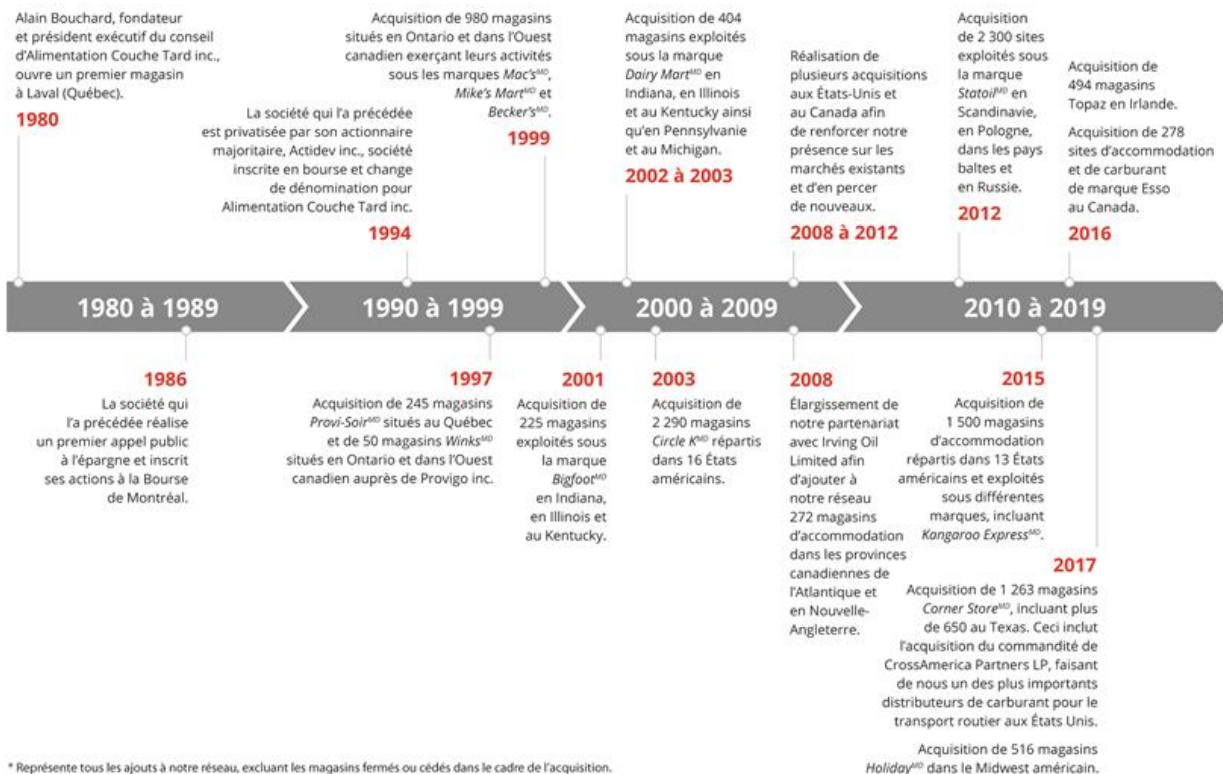 Alain Bouchard, fondateur
et président exécutif du conseil
d'Alimentation Couche Tard inc.,
ouvre un premier magasin
à Laval (Québec).
1980
La société qui l'a précédée
est privatisée par son actionnaire
majoritaire, Actidev inc., société
inscrite en bourse et change
de dénomination pour
Alimentation Couche Tard inc.
1994
Acquisition de 980 magasins
situés en Ontario et dans l'Ouest
canadien exerçant leurs activités
sous les marques Mac'sMD,
Mike's MartMD et
Becker'sMD.
1999
Acquisition de 404
magasins exploités
sous la marque
Dairy MartMD en
Indiana, en Illinois
et au Kentucky ainsi
qu'en Pennsylvanie
et au Michigan.
2002 à 2003
Réalisation de
plusieurs acquisitions
aux États-Unis et
au Canada afin
de renforcer notre
présence sur les
marchés existants
et d'en percer
de nouveaux.
2008 à 2012
Acquisition
de 2 300 sites
exploités sous
la marque
StatoilMD en
Scandinavie,
en Pologne,
dans les pays
baltes et
en Russie.
2012
Acquisition de
494 magasins
Topaz en Irlande.
Acquisition de 278
sites d'accommodation
et de carburant
de marque Esso
au Canada.
2016
1980 à 1989
1990 à 1999
2000 à 2009
2010 à 2019
1986
La société qui
l'a précédée réalise
un premier appel public
à l'épargne et inscrit
ses actions à la Bourse
de Montréal.
1997
Acquisition de 245 magasins
Provi-SoirMD situés au Québec
et de 50 magasins WinksMD
situés en Ontario et dans l'Ouest
canadien auprès de Provigo inc.
2001
Acquisition de
225 magasins
exploités sous
la marque
BigfootMD
en Indiana,
en Illinois et
au Kentucky.
2003
Acquisition de
2 290 magasins
Circle KMD répartis
dans 16 États
américains.
2008
Élargissement de
notre partenariat
avec Irving Oil
Limited afin
d'ajouter à
notre réseau
272 magasins
d'accommodation
dans les provinces
canadiennes de
l'Atlantique et
en Nouvelle-
Angleterre.
2015
Acquisition de
1 500 magasins
d'accommodation
répartis dans 13 États
américains et exploités
sous différentes
marques, incluant
Kangaroo ExpressMD.
2017
Acquisition de 1 263 magasins
Corner StoreMD, incluant plus
de 650 au Texas. Ceci inclut
l'acquisition du commandité de
CrossAmerica Partners LP, faisant
de nous un des plus importants
distributeurs de carburant pour le
transport routier aux États Unis.
Acquisition de 516 magasins
HolidayMD dans le Midwest américain.
* Représente tous les ajouts à notre réseau, excluant les magasins fermés ou cédés dans le cadre de l'acquisition.